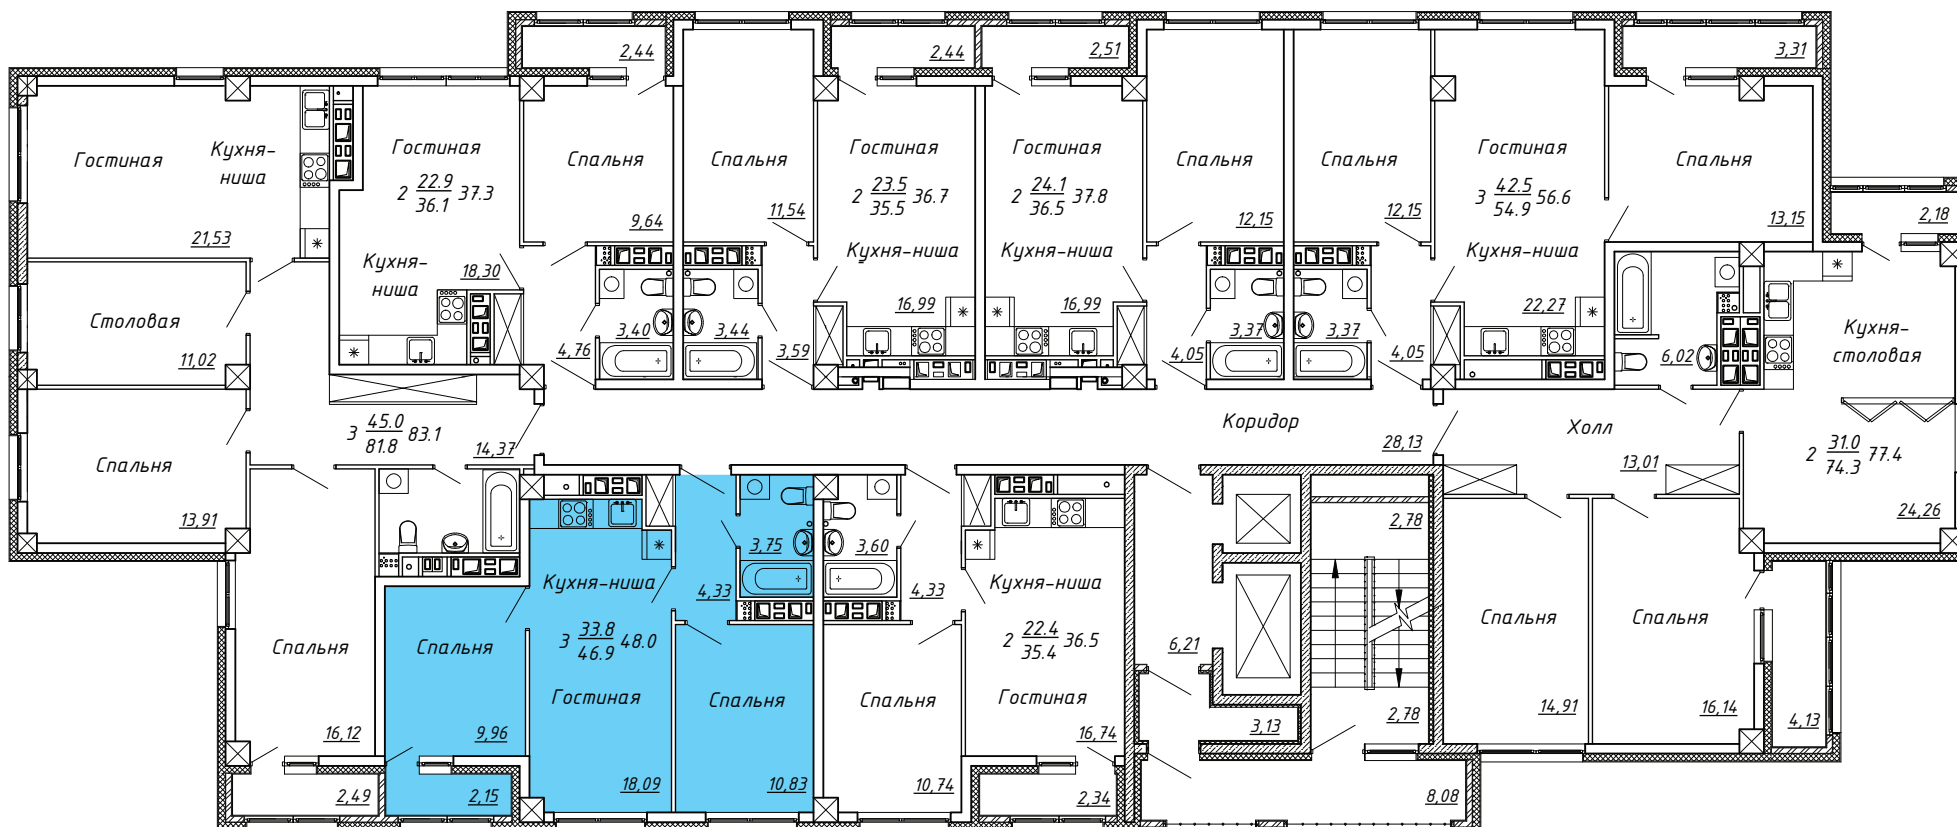 2,44
2,44
2,51
3,31
Гостиная
Кухня-
ниша
21,53
Гостиная
2 22.9 37.3
36.1
Кухня-
ниша
18,30
Спальня
9,64
Спальня
11,54
Гостиная
2 23.5 36.7
35.5
Кухня-ниша
16,99
Гостиная
2 24.1 37.8
36.5
Кухня-ниша
16,99
Спальня
12,15
Спальня
12,15
Гостиная
3 42.5 56.6
54.9
Кухня-ниша
22,27
Спальня
13,15
2,18
Столовая
11,02
4,76
3,40
3,44
3,59
4,05
3,37
3,37
4,05
6,02
Кухня-
столовая
3 45.0 83.1
81.8
14,37
Коридор
28,13
Холл
13,01
2 31.0 77.4
74.3
24,26
Спальня
13,91
3,75
4,33
3,60
4,33
2,78
Кухня-ниша
3 33.8 48.0
46.9
Гостиная
18,09
Кухня-ниша
2 22.4 36.5
35.4
Гостиная
16,74
Спальня
16,12
Спальня
9,96
Спальня
10,83
Спальня
10,74
6,21
3,13
2,78
Спальня
14,91
Спальня
16,14
4,13
2,49
2,15
2,34
8,08